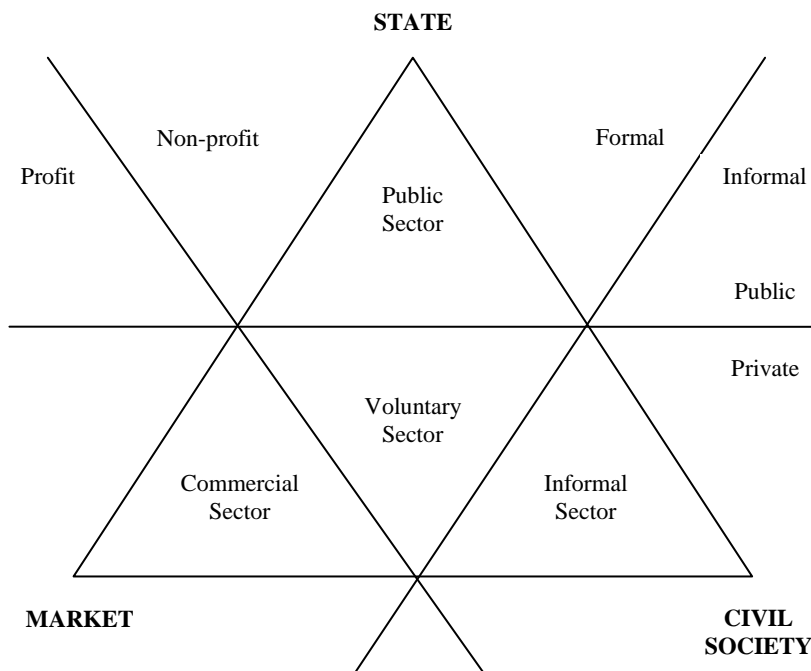 STATE
Non-profit
Formal
Profit
Informal
Public
Sector
Public
Private
Voluntary
Sector
Commercial
Sector
Informal
Sector
MARKET
CIVIL
SOCIETY